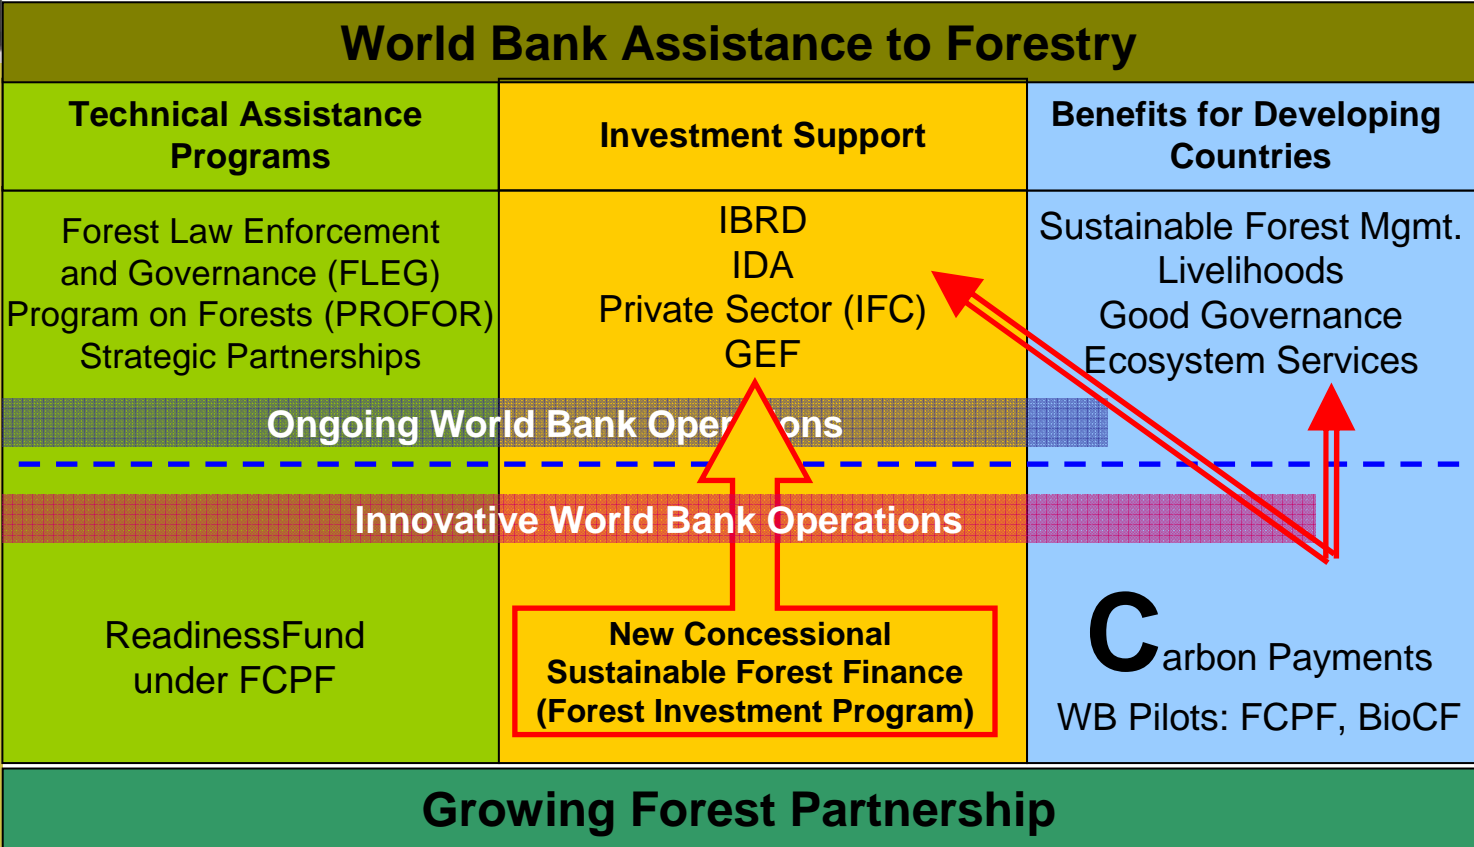 World Bank Assistance to Forestry
Technical Assistance
Programs
Investment Support
Benefits for Developing
Countries
Forest Law Enforcement
and Governance (FLEG)
Program on Forests (PROFOR)
Strategic Partnerships
IBRD
IDA
Private Sector (IFC)
GEF
Sustainable Forest Mgmt.
Livelihoods
Good Governance
Ecosystem Services
Ongoing World Bank Operations
Innovative World Bank Operations
ReadinessFund
under FCPF
New Concessional
Sustainable Forest Finance
(Forest Investment Program)
Carbon Payments
WB Pilots: FCPF, BioCF
Growing Forest Partnership